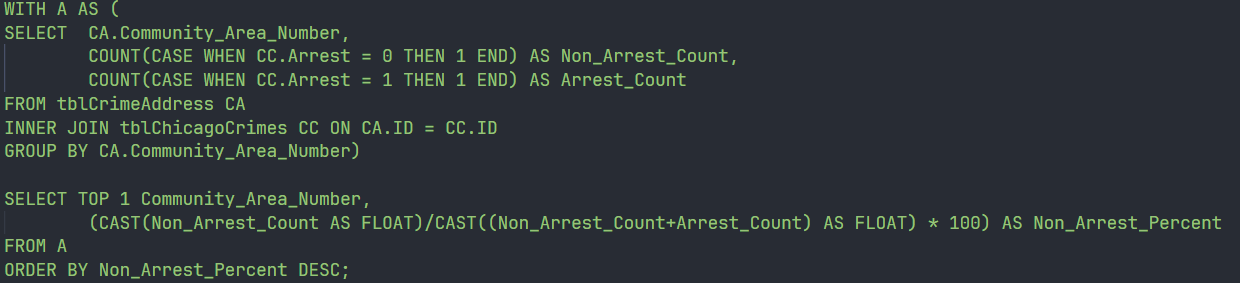 WITH A AS (
SELECT  CA.Community_Area_Number,
        COUNT(CASE WHEN CC.Arrest = 0 THEN 1 END) AS Non_Arrest_Count,
        COUNT(CASE WHEN CC.Arrest = 1 THEN 1 END) AS Arrest_Count
FROM tblCrimeAddress CA
INNER JOIN tblChicagoCrimes CC ON CA.ID = CC.ID
GROUP BY CA.Community_Area_Number)

SELECT TOP 1 Community_Area_Number,
        (CAST(Non_Arrest_Count AS FLOAT)/CAST((Non_Arrest_Count+Arrest_Count) AS FLOAT) * 100) AS Non_Arrest_Percent
FROM A
ORDER BY Non_Arrest_Percent DESC;